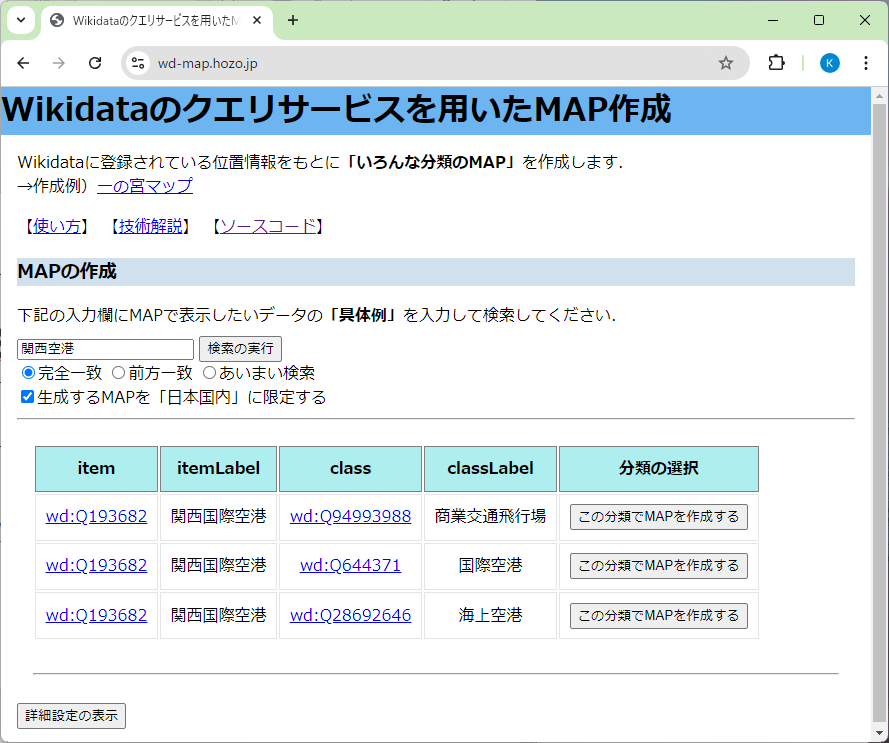 Wikidataのクエリサービスを用いたM
wd-map.hozo.jp
K
Wikidataのクエリサービスを用いたMAP作成
Wikidataに登録されている位置情報をもとに「いろんな分類のMAP」を作成します．
→作成例）一の宮マップ
【使い方】 【技術解説】 【ソースコード】
MAPの作成
下記の入力欄にMAPで表示したいデータの「具体例」を入力して検索してください．
関西空港 検索の実行
完全一致 前方一致 あいまい検索
生成するMAPを「日本国内」に限定する
item itemLabel class classLabel 分類の選択
wd:Q193682 関西国際空港 wd:Q94993988 商業交通飛行場 この分類でMAPを作成する
wd:Q193682 関西国際空港 wd:Q644371 国際空港 この分類でMAPを作成する
wd:Q193682 関西国際空港 wd:Q28692646 海上空港 この分類でMAPを作成する
詳細設定の表示